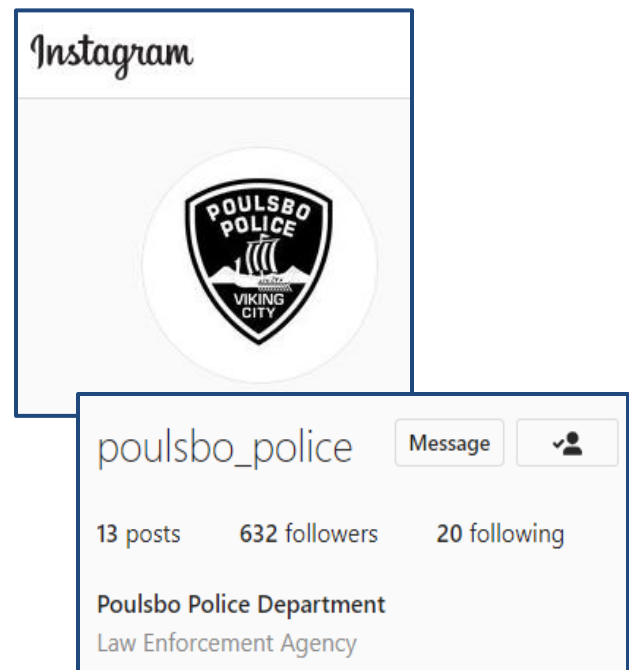 Instagram
POULSBO
POLICE
VIKING
CITY
poulsbo_police Message
13 posts 632 followers 20 following
Poulsbo Police Department
Law Enforcement Agency